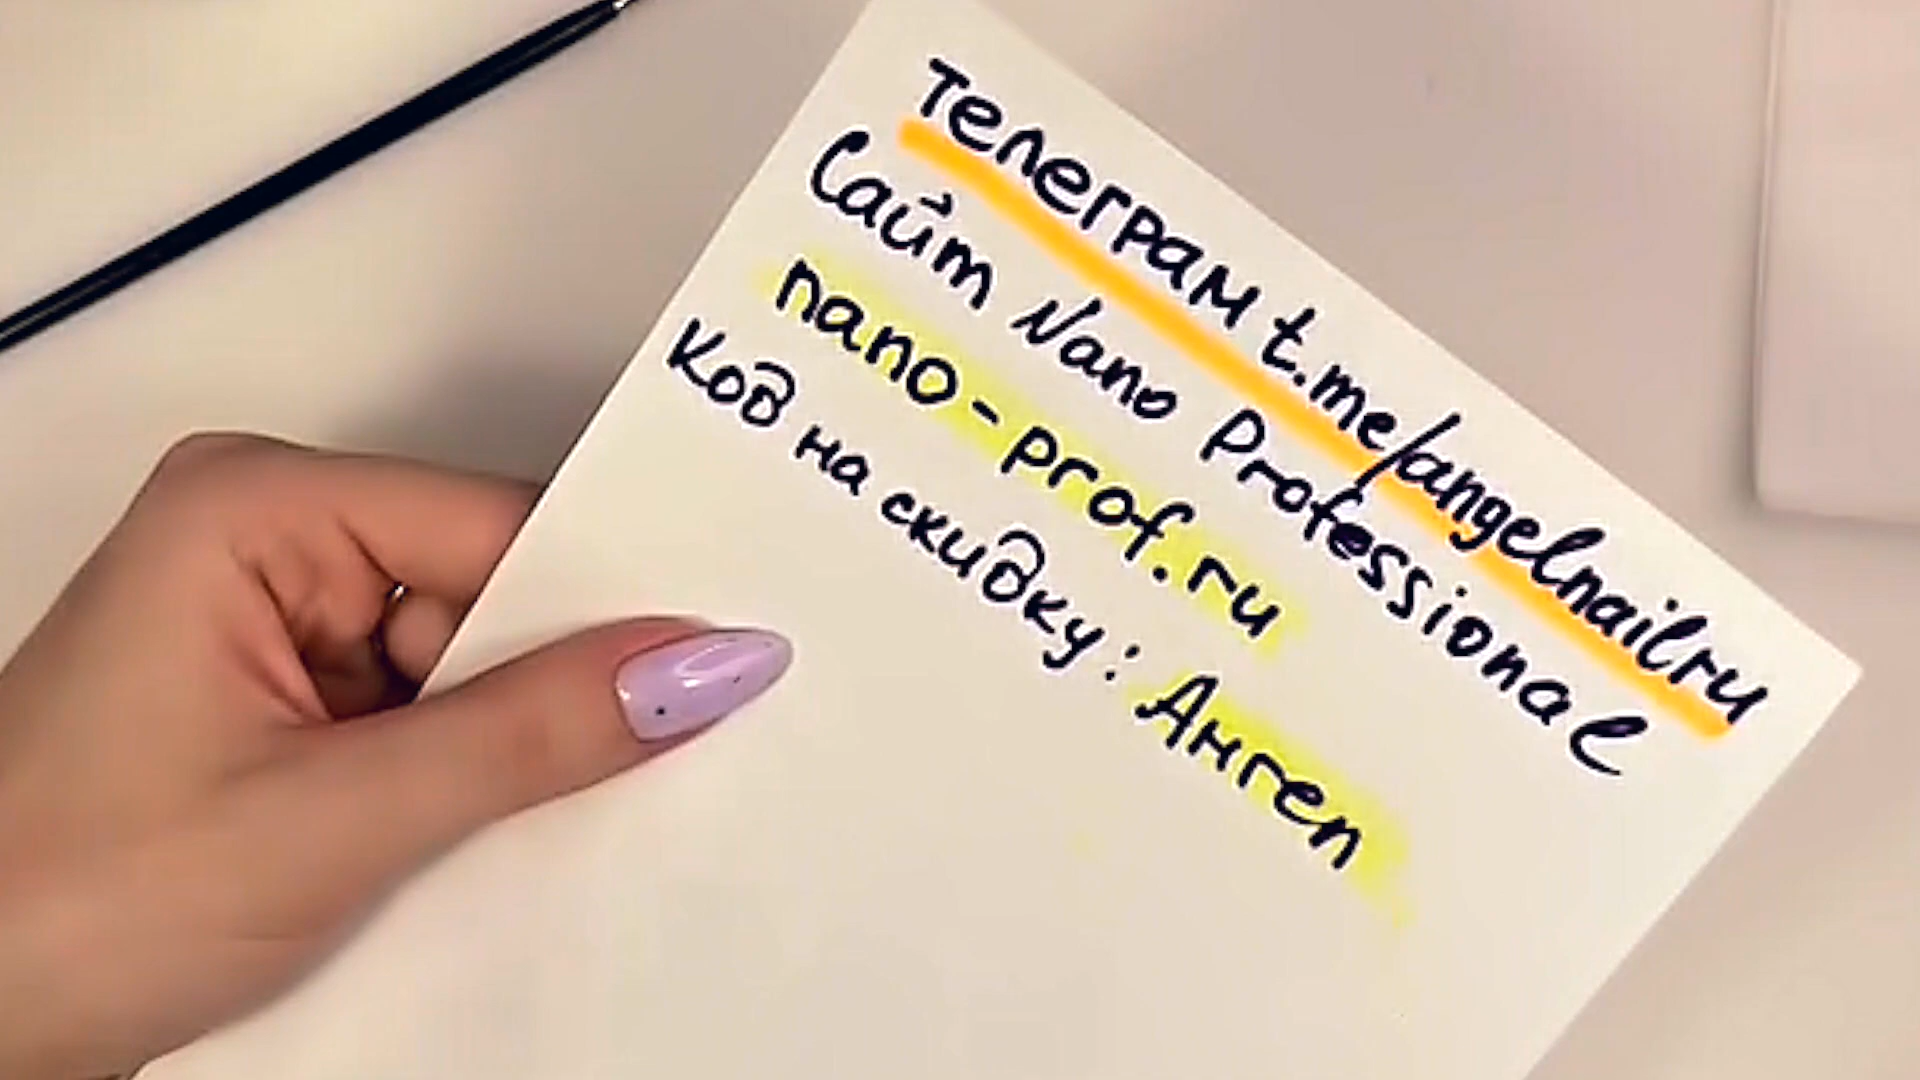 Телеграм t.me/angelnailru
Сайт Nano Professional
nano-prof.ru
Код на скидку: Ангел